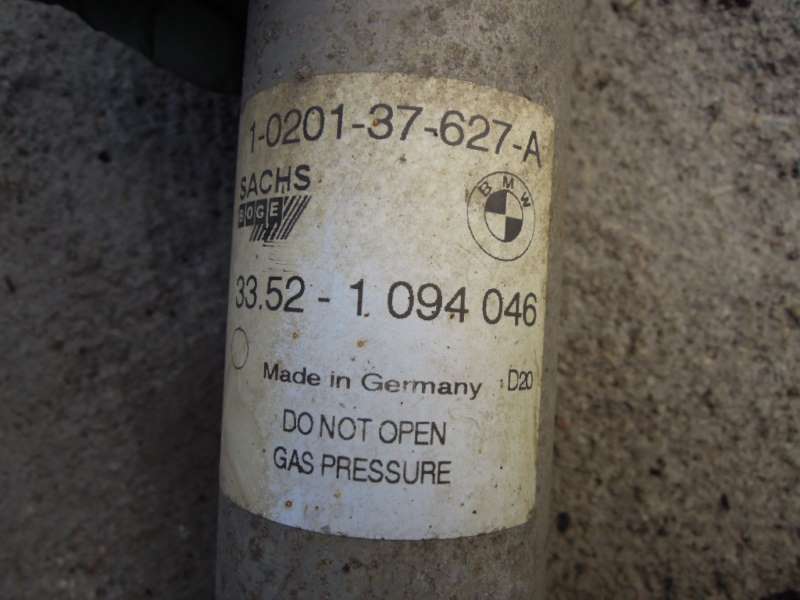 1-0201-37-627-A
SACHS
BOGE
BMW
33.52 - 1 094 046
Made in Germany D20
DO NOT OPEN
GAS PRESSURE